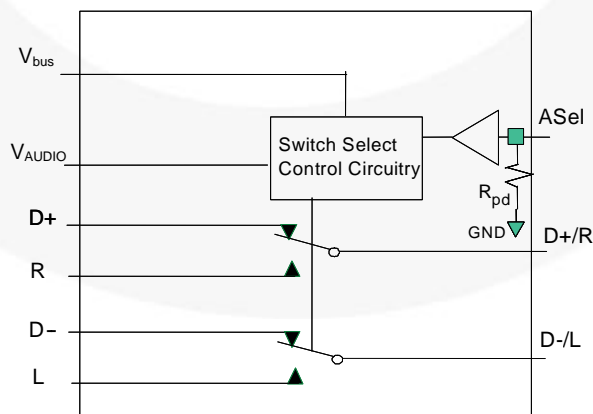 Vbus
ASel
Switch Select
Control Circuitry
VAUDIO
Rpd
D+
GND
D+/R
R
D−
D-/L
L